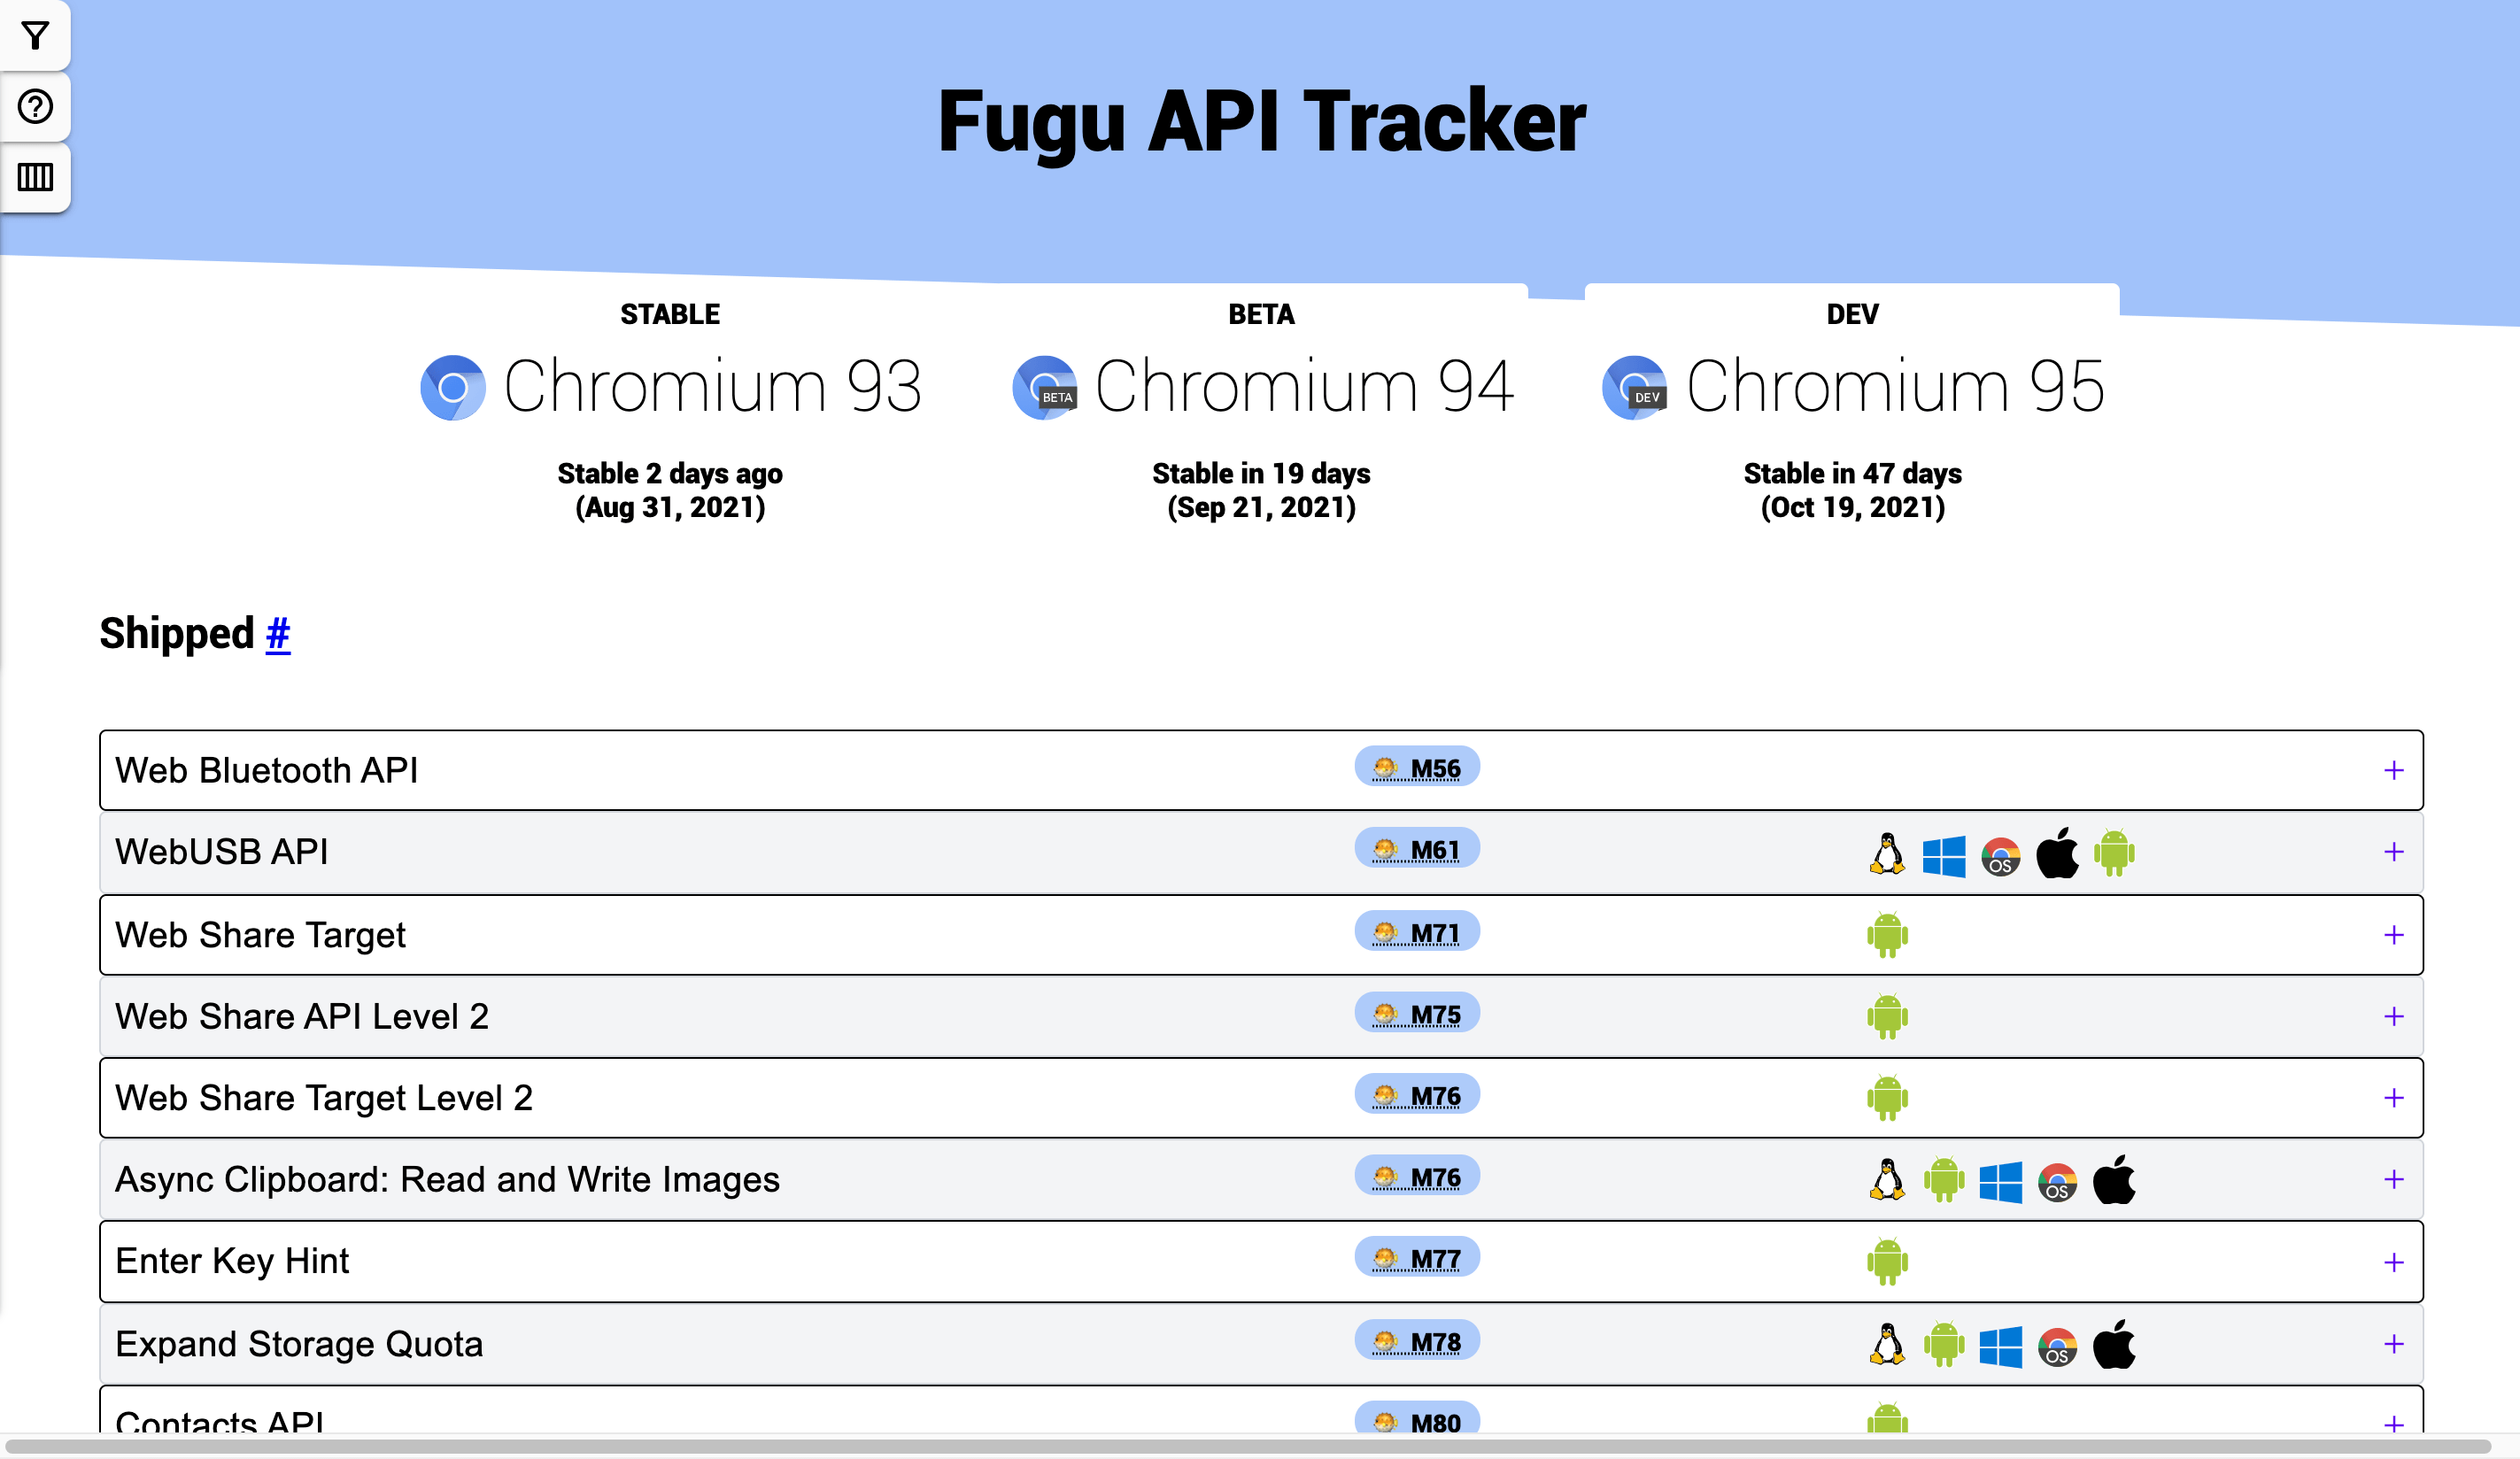 Fugu API Tracker
STABLE
Chromium 93
Stable 2 days ago
(Aug 31, 2021)
BETA
BETA
Chromium 94
Stable in 19 days
(Sep 21, 2021)
DEV
DEV
Chromium 95
Stable in 47 days
(Oct 19, 2021)
Shipped #
Web Bluetooth API M56 +
WebUSB API M61 OS +
Web Share Target M71 +
Web Share API Level 2 M75 +
Web Share Target Level 2 M76 +
Async Clipboard: Read and Write Images M76 OS +
Enter Key Hint M77 +
Expand Storage Quota M78 OS +
Contacts API M80 +